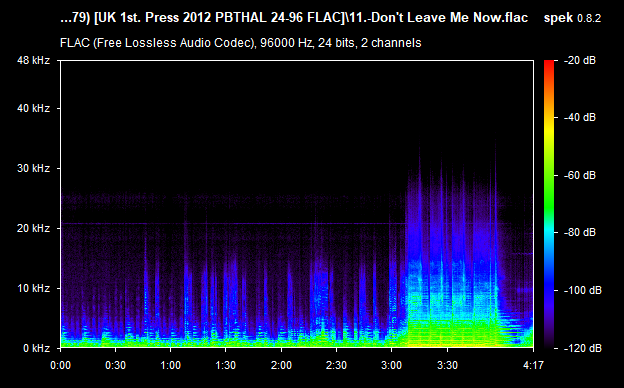 ...79) [UK 1st. Press 2012 PBTHAL 24-96 FLAC]\11.-Don't Leave Me Now.flac spek 0.8.2
FLAC (Free Lossless Audio Codec), 96000 Hz, 24 bits, 2 channels
48 kHz -20 dB
40 kHz -40 dB
30 kHz -60 dB
20 kHz -80 dB
10 kHz -100 dB
0 kHz -120 dB
0:00 0:30 1:00 1:30 2:00 2:30 3:00 3:30 4:17